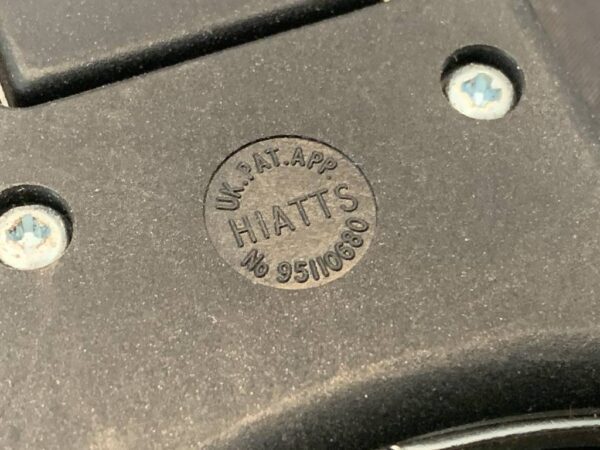 UK. PAT. APP.
HIATTS
No 95110680